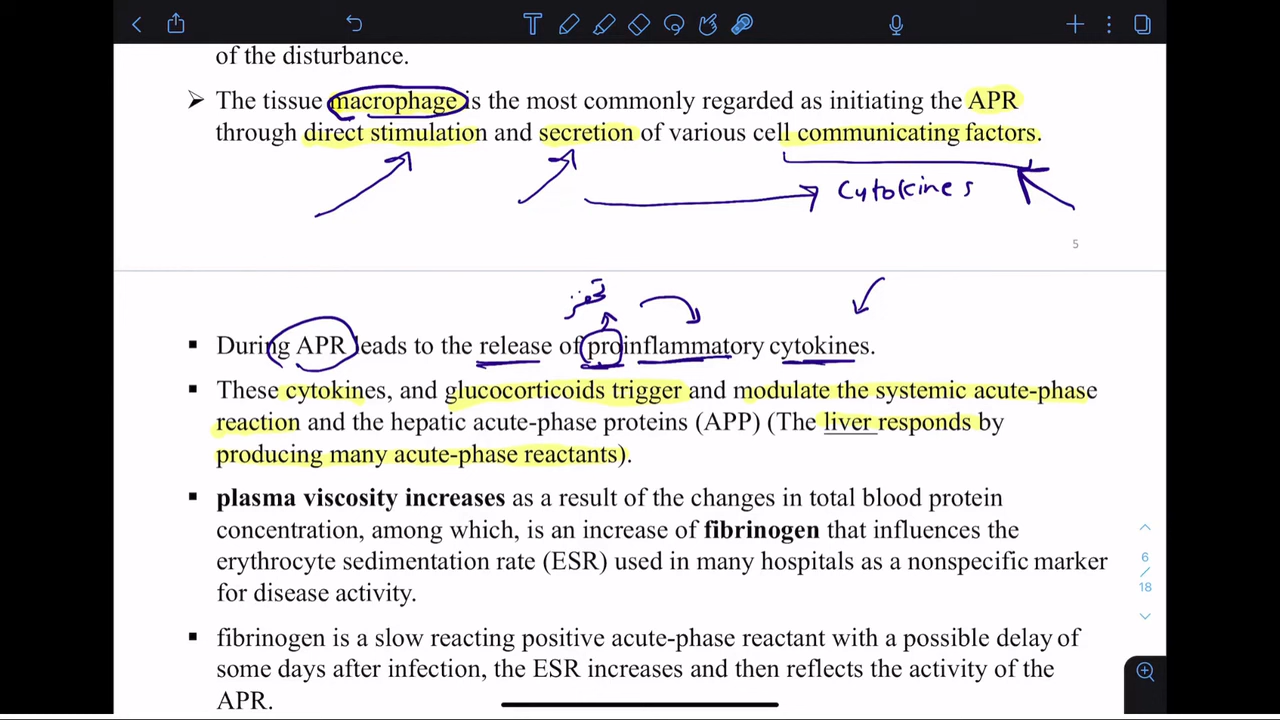 of the disturbance.
➤ The tissue macrophage is the most commonly regarded as initiating the APR
through direct stimulation and secretion of various cell communicating factors.
Cytokines
5
تحفز
▪ During APR leads to the release of proinflammatory cytokines.
▪ These cytokines, and glucocorticoids trigger and modulate the systemic acute-phase
reaction and the hepatic acute-phase proteins (APP) (The liver responds by
producing many acute-phase reactants).
▪ plasma viscosity increases as a result of the changes in total blood protein
concentration, among which, is an increase of fibrinogen that influences the
erythrocyte sedimentation rate (ESR) used in many hospitals as a nonspecific marker
for disease activity.
6
/
18
▪ fibrinogen is a slow reacting positive acute-phase reactant with a possible delay of
some days after infection, the ESR increases and then reflects the activity of the
APR.